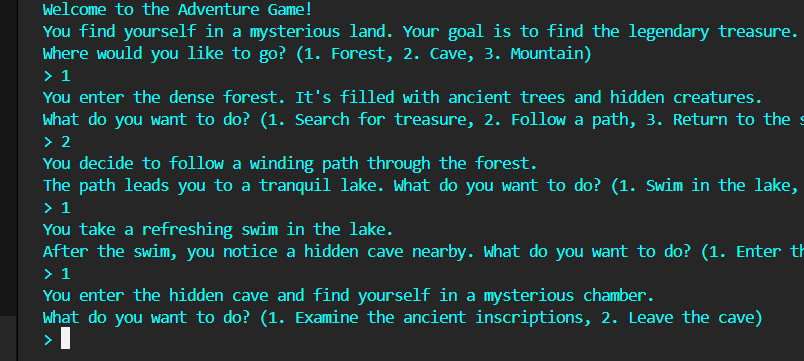 Welcome to the Adventure Game!
You find yourself in a mysterious land. Your goal is to find the legendary treasure.
Where would you like to go? (1. Forest, 2. Cave, 3. Mountain)
> 1
You enter the dense forest. It's filled with ancient trees and hidden creatures.
What do you want to do? (1. Search for treasure, 2. Follow a path, 3. Return to the
> 2
You decide to follow a winding path through the forest.
The path leads you to a tranquil lake. What do you want to do? (1. Swim in the lake,
> 1
You take a refreshing swim in the lake.
After the swim, you notice a hidden cave nearby. What do you want to do? (1. Enter
> 1
You enter the hidden cave and find yourself in a mysterious chamber.
What do you want to do? (1. Examine the ancient inscriptions, 2. Leave the cave)
>